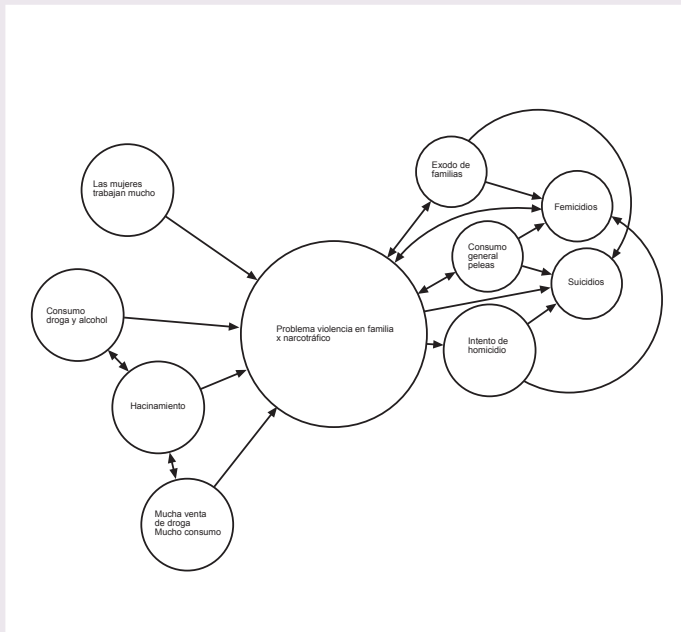 Exodo de
familias
Las mujeres
trabajan mucho
Femicidios
Consumo
general
peleas
Suicidios
Consumo
droga y alcohol
Problema violencia en familia
x narcotráfico
Intento de
homicidio
Hacinamiento
Mucha venta
de droga
Mucho consumo